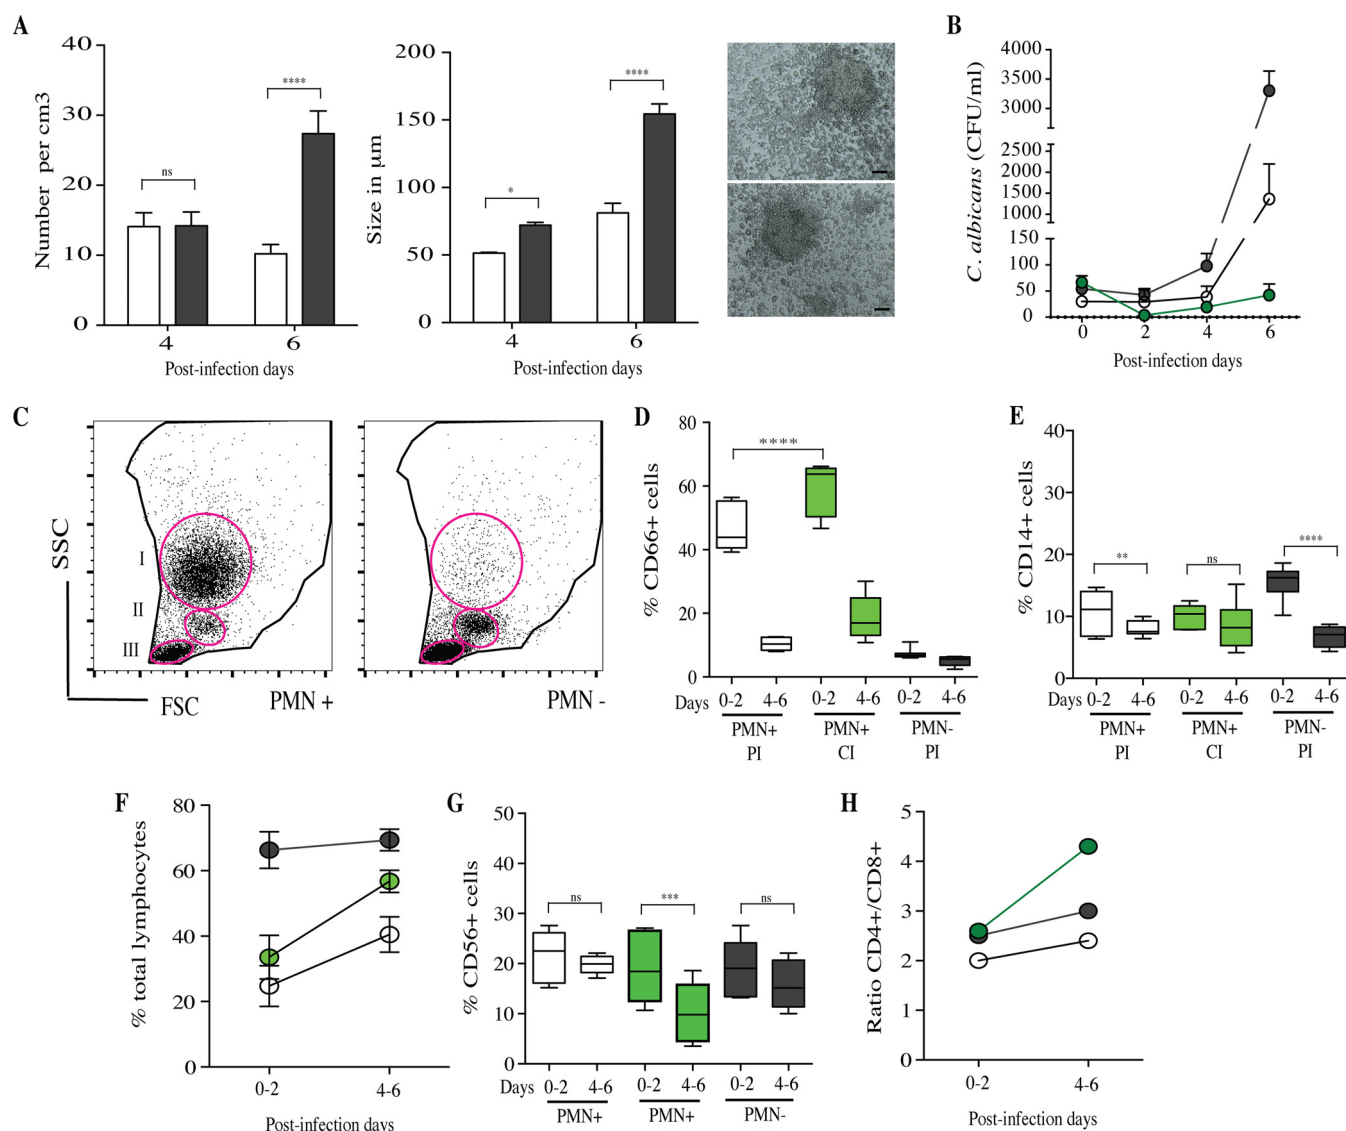 A
Number per cm3
40
30
20
10
0
ns
****
4
6
Post-infection days
Size in µm
200
150
100
50
0
*
****
4
6
Post-infection days
B
C. albicans (CFU/ml)
4000
3500
3000
2500
2000
1500
1000
150
100
50
0
0
2
4
6
Post-infection days
C
SSC
I
II
III
FSC
PMN +
PMN -
D
% CD66+ cells
80
60
40
20
0
****
Days
0-2
4-6
0-2
4-6
0-2
4-6
PMN+
PI
PMN+
CI
PMN-
PI
E
% CD14+ cells
40
30
20
10
0
**
ns
****
Days
0-2
4-6
0-2
4-6
0-2
4-6
PMN+
PI
PMN+
CI
PMN-
PI
F
% total lymphocytes
80
60
40
20
0
0-2
4-6
Post-infection days
G
% CD56+ cells
50
40
30
20
10
0
ns
***
ns
Days
0-2
4-6
0-2
4-6
0-2
4-6
PMN+
PMN+
PMN-
H
Ratio CD4+/CD8+
5
4
3
2
1
0
0-2
4-6
Post-infection days